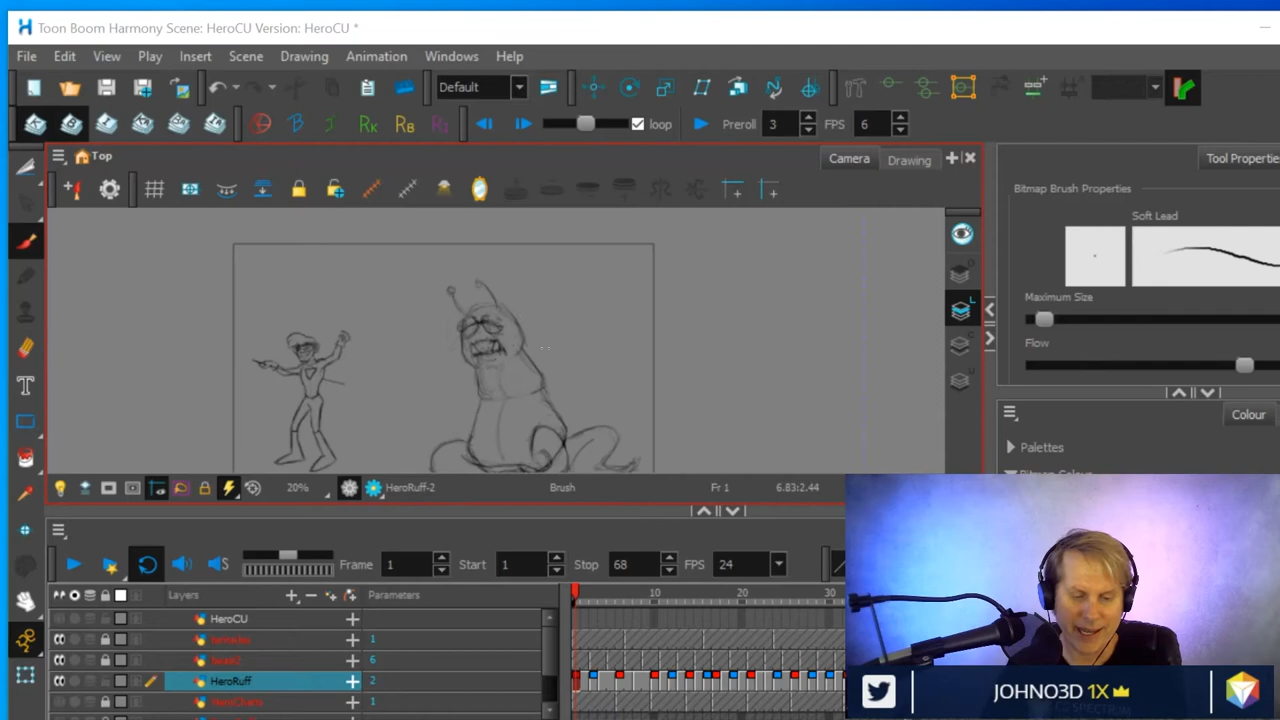 Toon Boom Harmony Scene: HeroCU Version: HeroCU *
File Edit View Play Insert Scene Drawing Animation Windows Help
Default
loop Preroll 3 FPS 6
Top Camera Drawing Tool Propertie
Bitmap Brush Properties
Soft Lead
Maximum Size
Flow
Colour
Palettes
20% HeroRuff-2 Brush Fr 1 6.83:2.44
Frame 1 Start 1 Stop 68 FPS 24
Layers Parameters 10 20 30
HeroCU
1
6
HeroRuff 2
1
JOHNO3D 1X